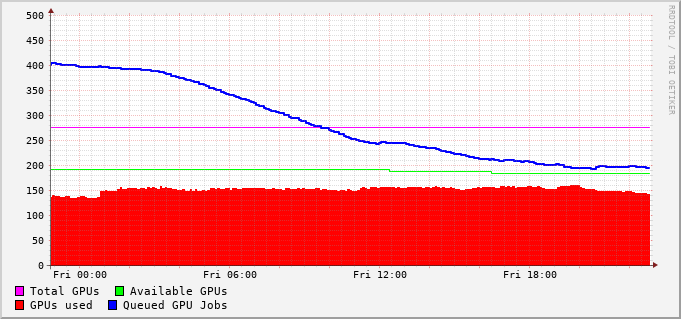 500
450
400
350
300
250
200
150
100
50
0
Fri 00:00 Fri 06:00 Fri 12:00 Fri 18:00
Total GPUs Available GPUs
GPUs used Queued GPU Jobs
RRDTOOL / TOBI OETIKER